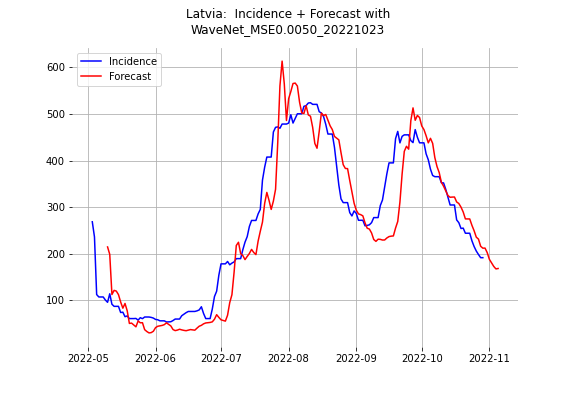 Latvia:  Incidence + Forecast with
WaveNet_MSE0.0050_20221023
Incidence
Forecast
600
500
400
300
200
100
2022-05 2022-06 2022-07 2022-08 2022-09 2022-10 2022-11